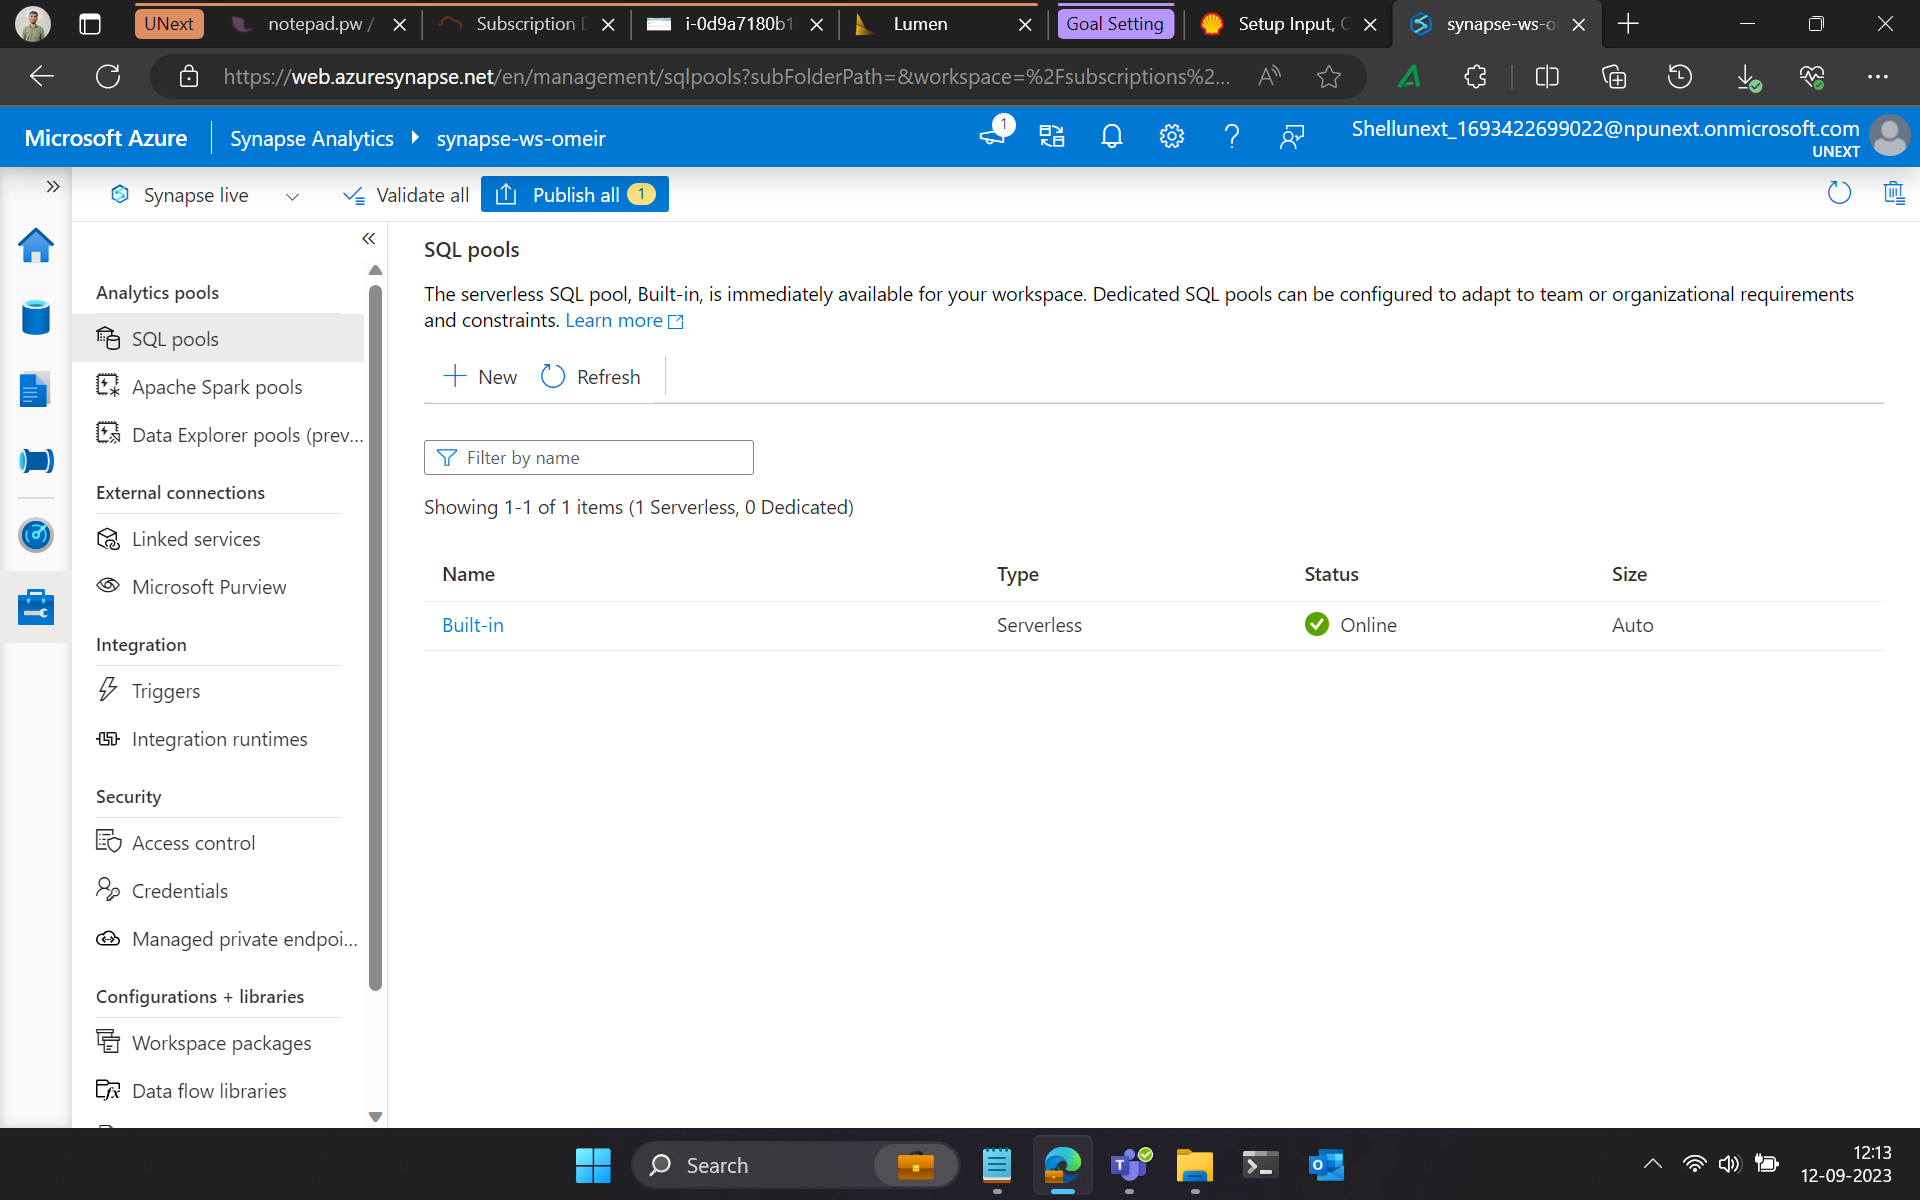 UNext
notepad.pw /
Subscription
i-0d9a7180b1
Lumen
Goal Setting
Setup Input,
synapse-ws-o
https://web.azuresynapse.net/en/management/sqlpools?subFolderPath=&workspace=%2Fsubscriptions%2...
Microsoft Azure
Synapse Analytics
synapse-ws-omeir
1
Shellunext_1693422699022@npunext.onmicrosoft.com
UNEXT
Synapse live
Validate all
Publish all 1
Analytics pools
SQL pools
Apache Spark pools
Data Explorer pools (prev...
External connections
Linked services
Microsoft Purview
Integration
Triggers
Integration runtimes
Security
Access control
Credentials
Managed private endpoi...
Configurations + libraries
Workspace packages
Data flow libraries
SQL pools
The serverless SQL pool, Built-in, is immediately available for your workspace. Dedicated SQL pools can be configured to adapt to team or organizational requirements
and constraints. Learn more
New
Refresh
Filter by name
Showing 1-1 of 1 items (1 Serverless, 0 Dedicated)
Name Type Status Size
Built-in Serverless Online Auto
Search
12:13
12-09-2023